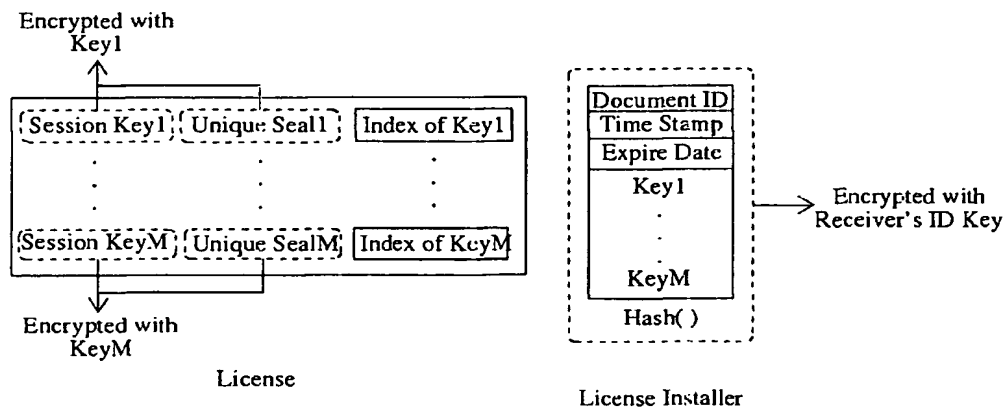 Encrypted with
Key1
Session Key1 Unique Seal1 Index of Key1
Session KeyM Unique SealM Index of KeyM
Encrypted with
KeyM
License
Document ID
Time Stamp
Expire Date
Key1
KeyM
Hash( )
Encrypted with
Receiver's ID Key
License Installer